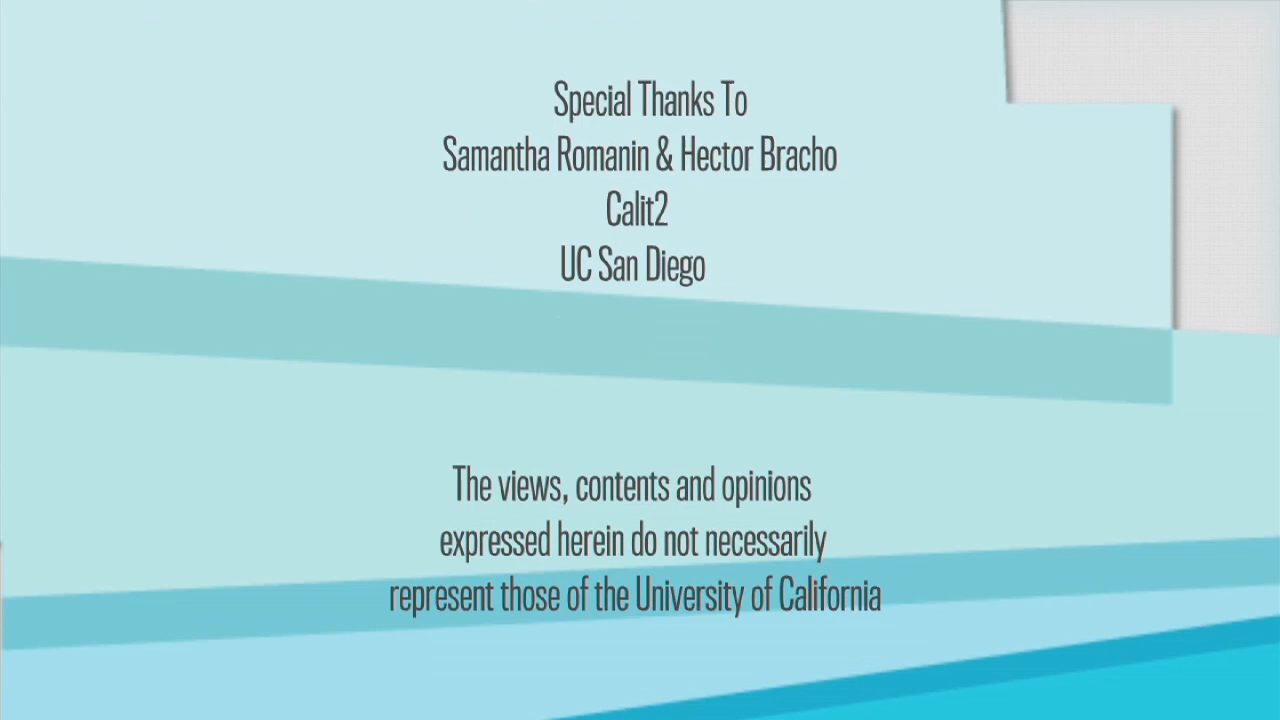 Special Thanks To
Samantha Romanin & Hector Bracho
Calit2
UC San Diego
The views, contents and opinions
expressed herein do not necessarily
represent those of the University of California